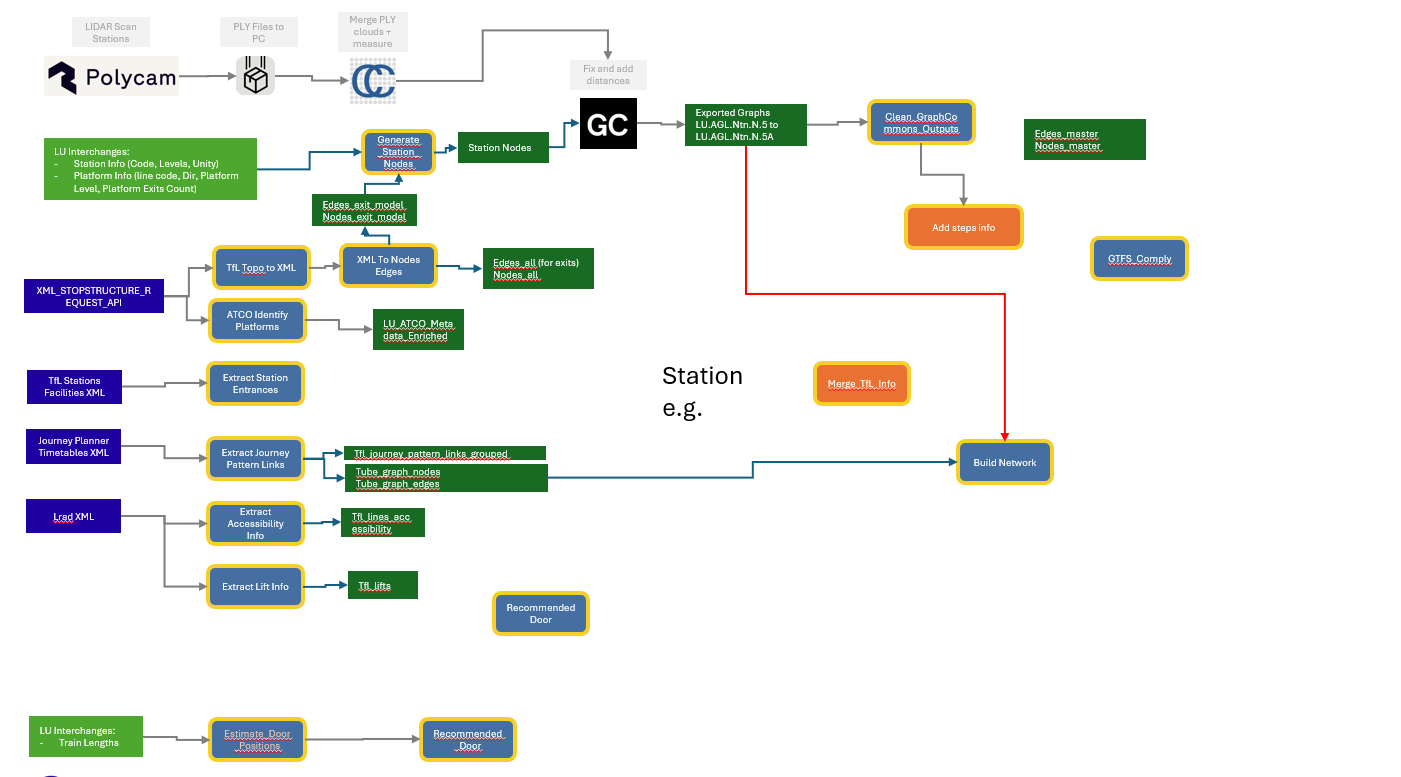 LIDAR Scan
Stations
PLY Files to
PC
Merge PLY
clouds +
measure
Polycam
CC
Fix and add
distances
GC
Exported Graphs
LU.AGL.Ntn.N.5 to
LU.AGL.Ntn.N.5A
Clean_GraphCo
mmons_Outputs
Edges_master
Nodes_master
LU Interchanges:
- Station Info (Code, Levels, Unity)
- Platform Info (line code, Dir, Platform
Level, Platform Exits Count)
Generate
Station_
Nodes
Station Nodes
Edges_exit_model
Nodes_exit_model
Add steps info
GTFS_Comply
TfL Topo to XML
XML To Nodes
Edges
Edges_all (for exits)
Nodes_all
XML_STOPSTRUCTURE_R
EQUEST_API
ATCO Identify
Platforms
LU_ATCO_Meta
data_Enriched
TfL Stations
Facilities XML
Extract Station
Entrances
Station
e.g.
Merge_TfL_Info
Journey Planner
Timetables XML
Extract Journey
Pattern Links
Tfl_journey_pattern_links_grouped
Tube_graph_nodes
Tube_graph_edges
Build Network
Lrad XML
Extract
Accessibility
Info
Tfl_lines_acc
essibility
Extract Lift Info
Tfl_lifts
Recommended
Door
LU Interchanges:
- Train Lengths
Estimate_Door
_Positions
Recommended
_Door